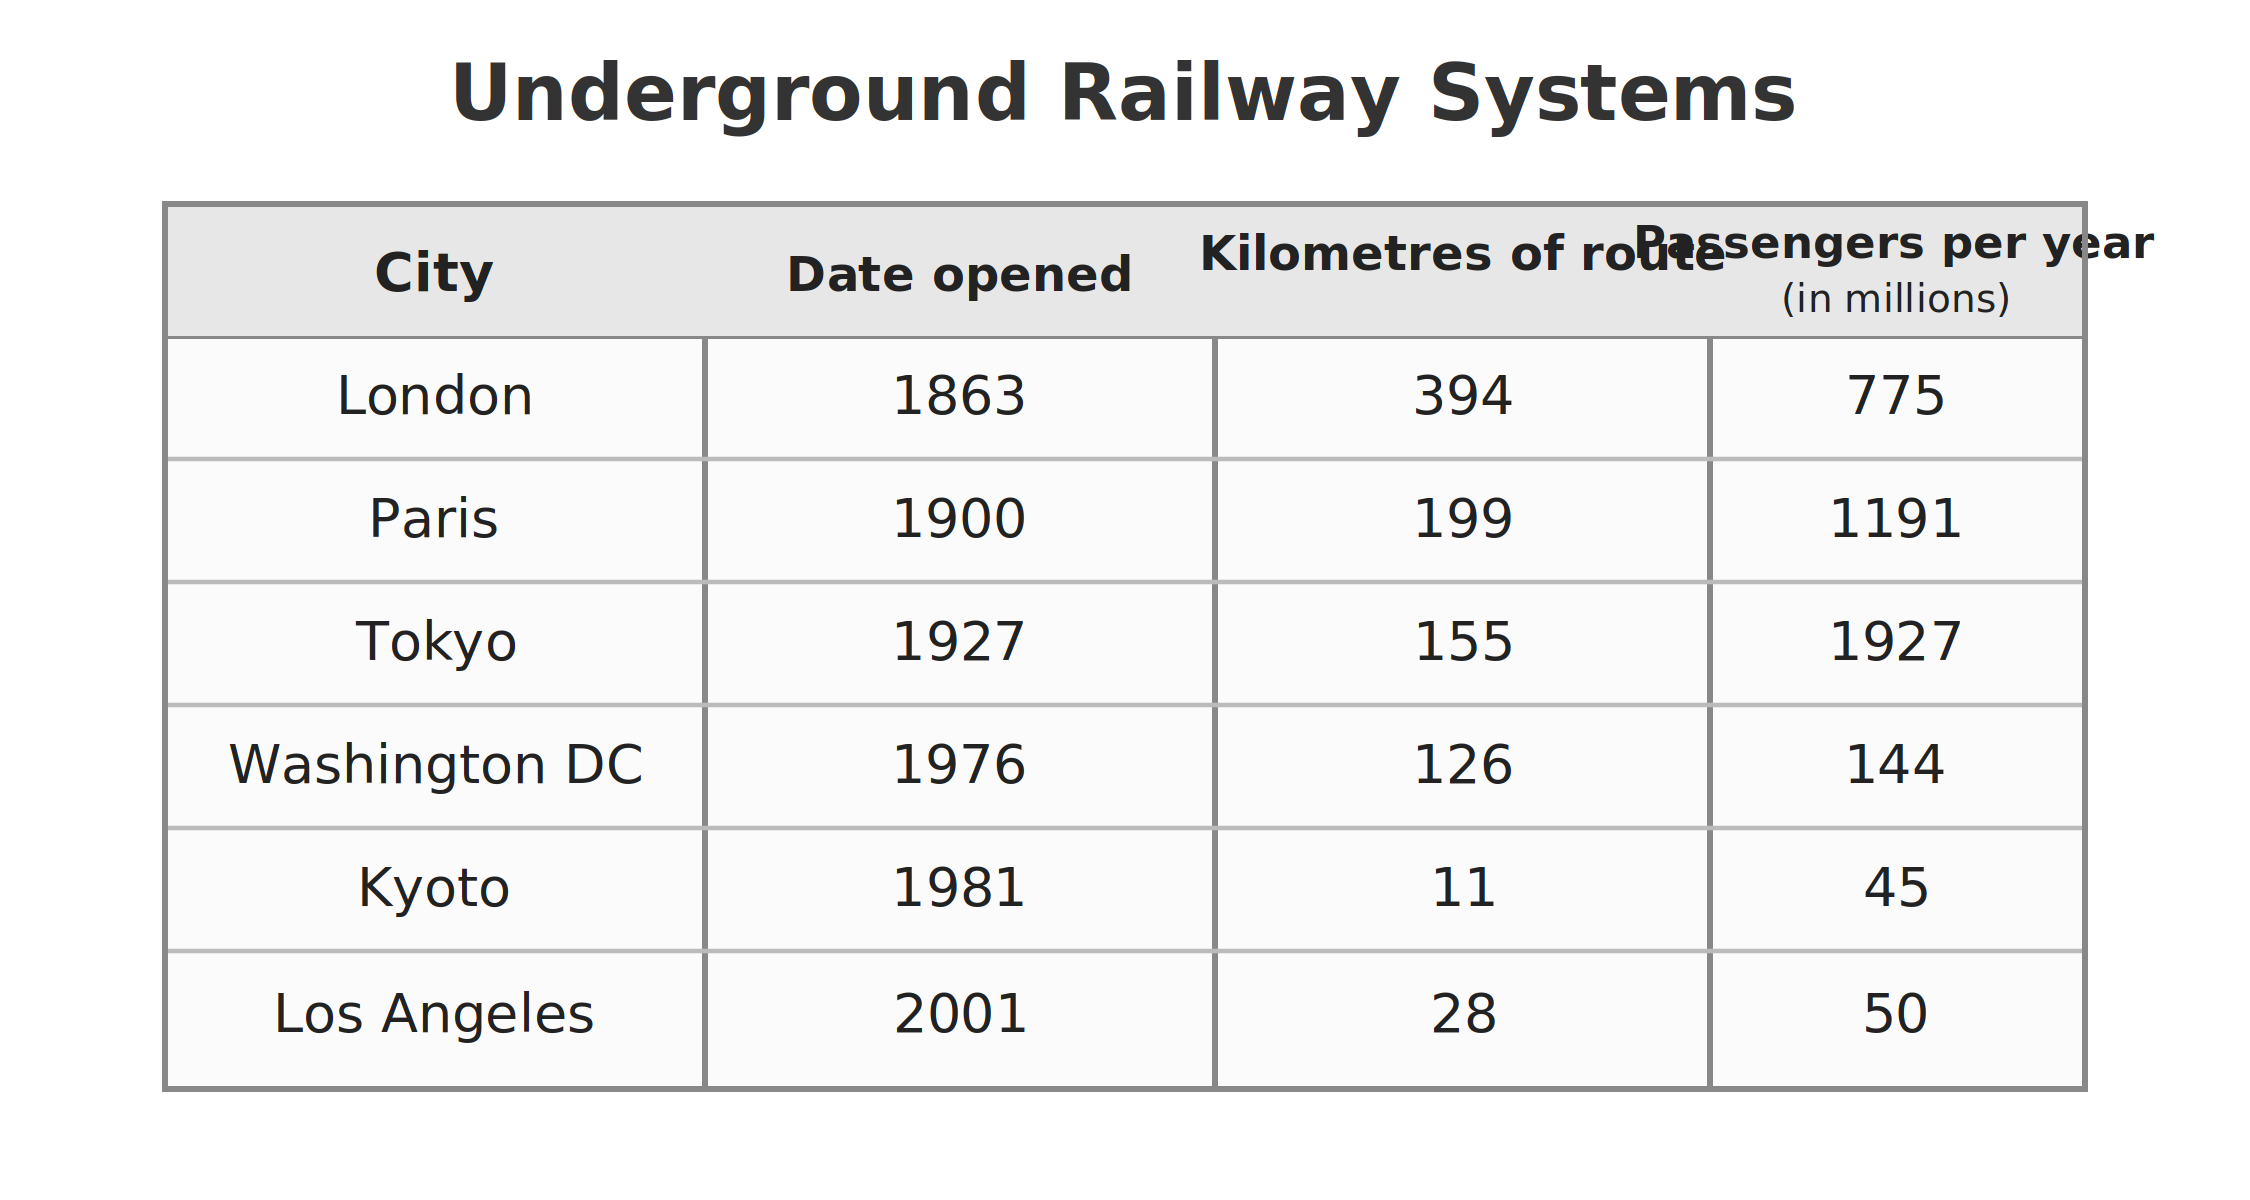 Underground Railway Systems
City Date opened Kilometres of route Passengers per year
(in millions)
London 1863 394 775
Paris 1900 199 1191
Tokyo 1927 155 1927
Washington DC 1976 126 144
Kyoto 1981 11 45
Los Angeles 2001 28 50